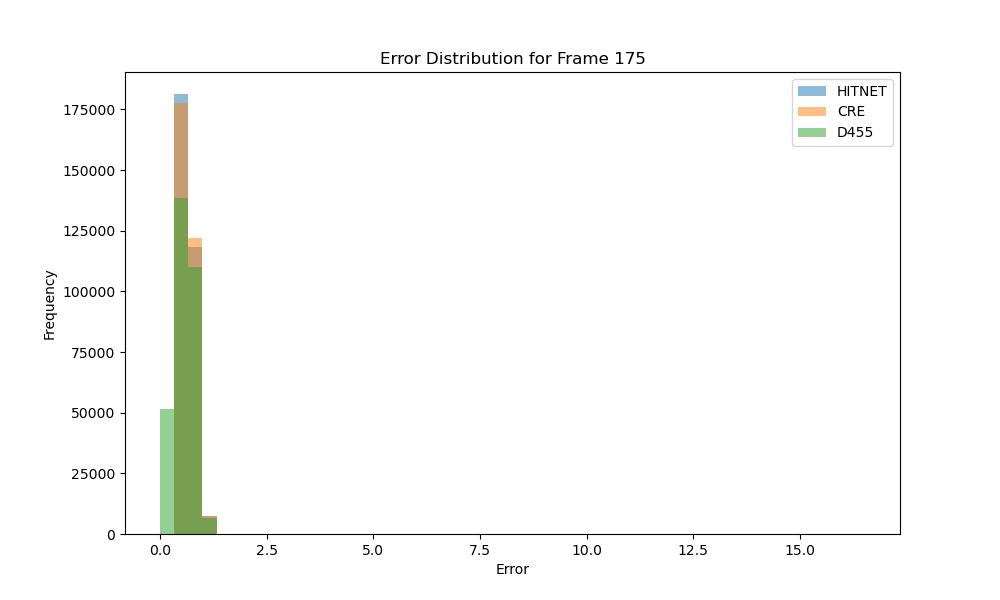 Error Distribution for Frame 175
HITNET
CRE
D455
175000
150000
125000
100000
75000
50000
25000
0
Frequency
0.0 2.5 5.0 7.5 10.0 12.5 15.0
Error